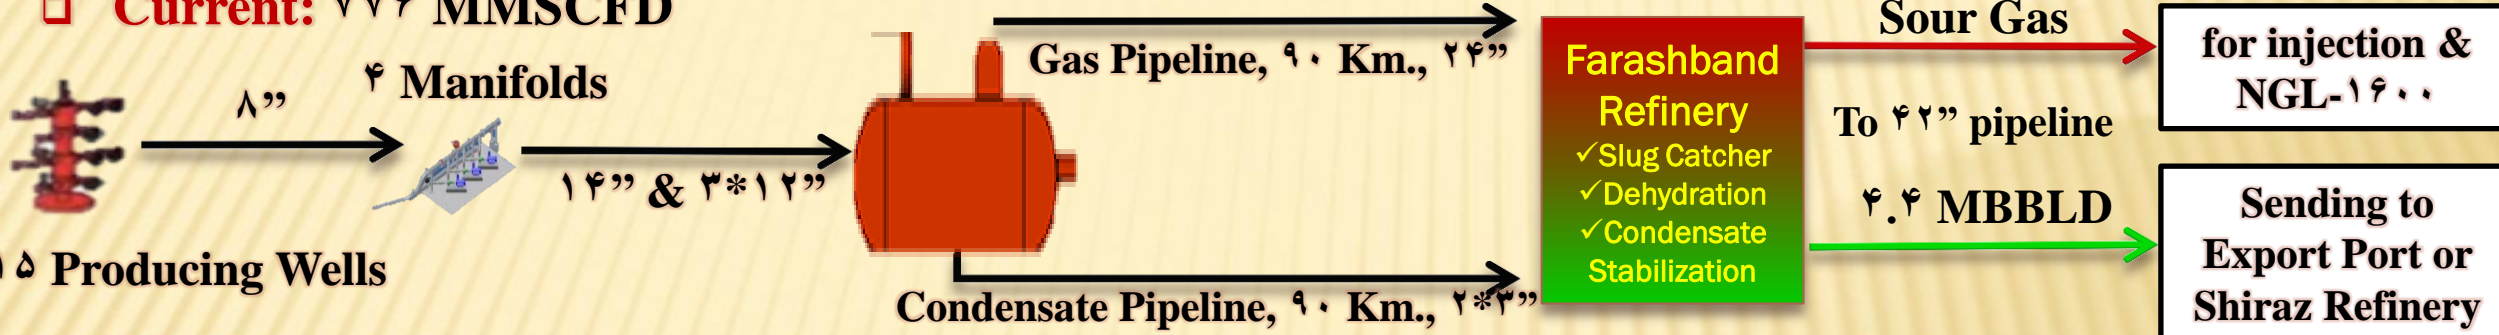 Current: MMSCFD
۴ Manifolds
۸”
۱۴” & ۳*۱۲”
۱۵ Producing Wells
Gas Pipeline, ۹۰ Km., ۲۴”
Condensate Pipeline, ۹۰ Km., ۲*۳”
Farashband
Refinery
✓Slug Catcher
✓Dehydration
✓Condensate
Stabilization
Sour Gas
To ۴۲” pipeline
۴.۴ MBBLD
for injection &
NGL-۱۶۰۰
Sending to
Export Port or
Shiraz Refinery